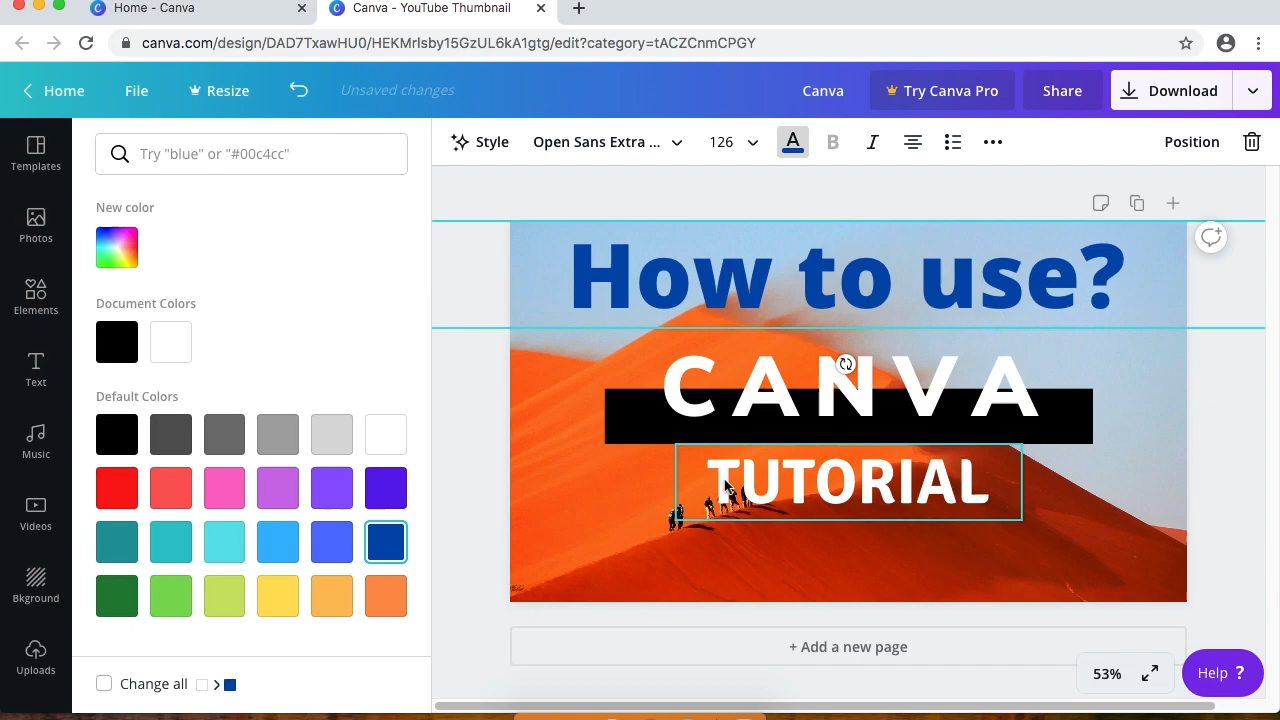 Home - Canva
Canva - YouTube Thumbnail
canva.com/design/DAD7TxawHU0/HEKMrIsby15GzUL6kA1gtg/edit?category=tACZCnmCPGY
Home File Resize Unsaved changes Canva Try Canva Pro Share Download
Templates
Photos
Elements
Text
Music
Videos
Bkground
Uploads
Try "blue" or "#00c4cc"
New color
Document Colors
Default Colors
Change all
Style Open Sans Extra ... 126 A B I Position
How to use?
CANVA
TUTORIAL
+ Add a new page
53%
Help ?